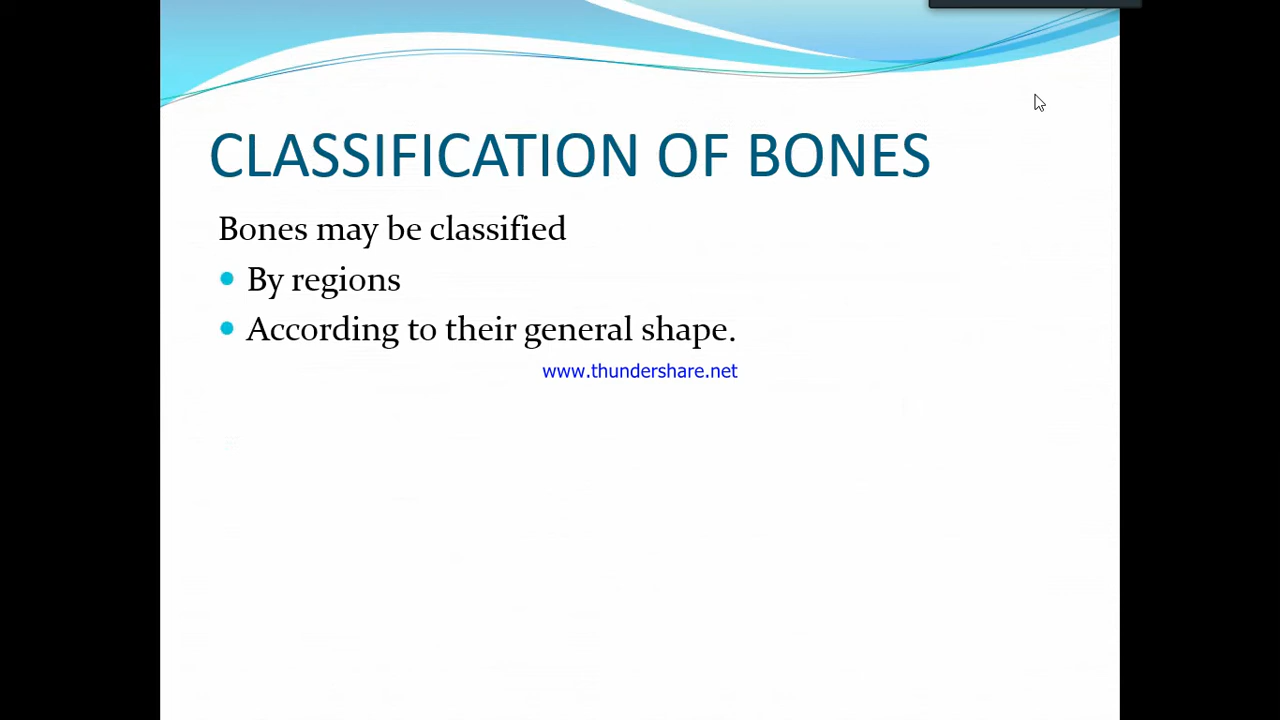 CLASSIFICATION OF BONES
Bones may be classified
By regions
According to their general shape.
www.thundershare.net